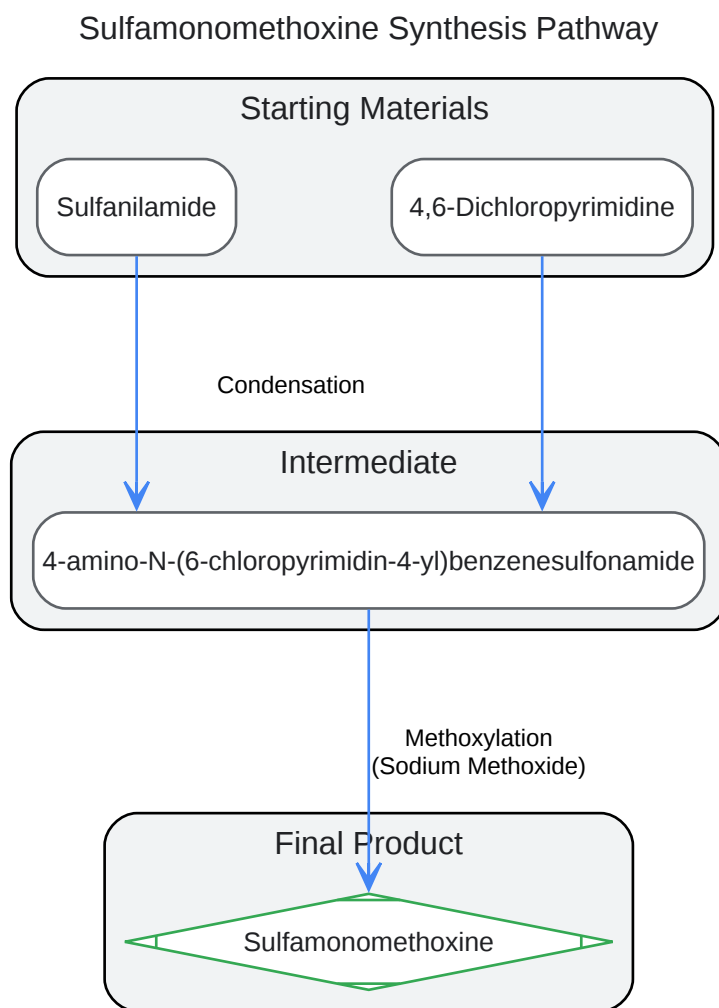 Sulfamonomethoxine Synthesis Pathway
Starting Materials
Sulfanilamide
4,6-Dichloropyrimidine
Condensation
Intermediate
4-amino-N-(6-chloropyrimidin-4-yl)benzenesulfonamide
Methoxylation
(Sodium Methoxide)
Final Product
Sulfamonomethoxine